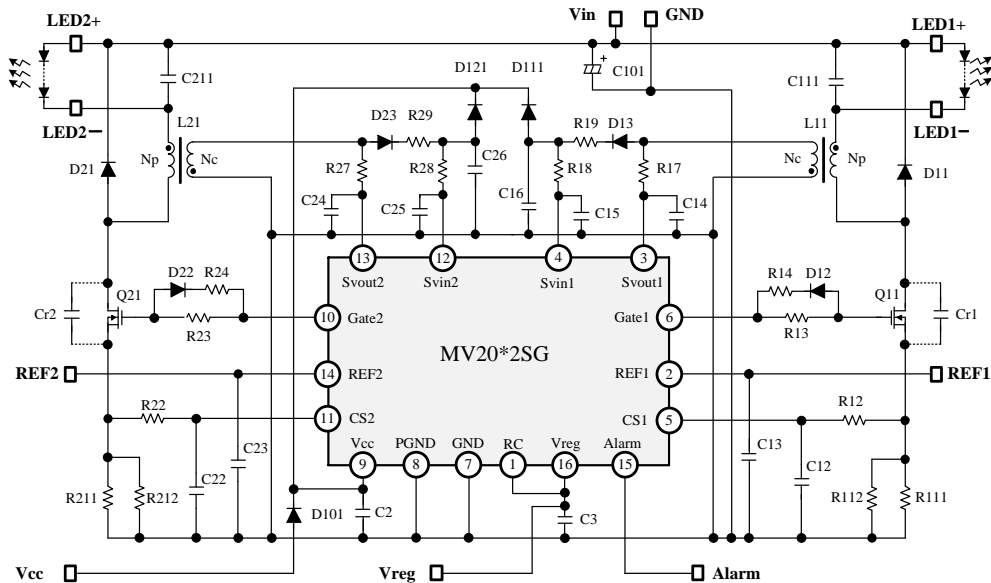 LED2+
Vin
GND
LED1+
C211
D121
D111
C101
C111
LED2−
LED1−
L21
D23
R29
R19
D13
L11
D21
Np
Nc
R27
R28
C26
R18
R17
Nc
Np
D11
C24
C25
C16
C15
C14
13
12
4
3
Svout2
Svin2
Svin1
Svout1
D22
R24
R14
D12
Q21
Q11
Cr2
R23
10
Gate2
Gate1
6
R13
Cr1
MV20*2SG
REF2
14
REF2
REF1
2
REF1
R22
11
CS2
CS1
5
R12
Vcc
PGND
GND
RC
Vreg
Alarm
C23
C13
9
8
7
1
16
15
C22
C12
R211
R212
D101
C2
C3
R112
R111
Vcc
Vreg
Alarm